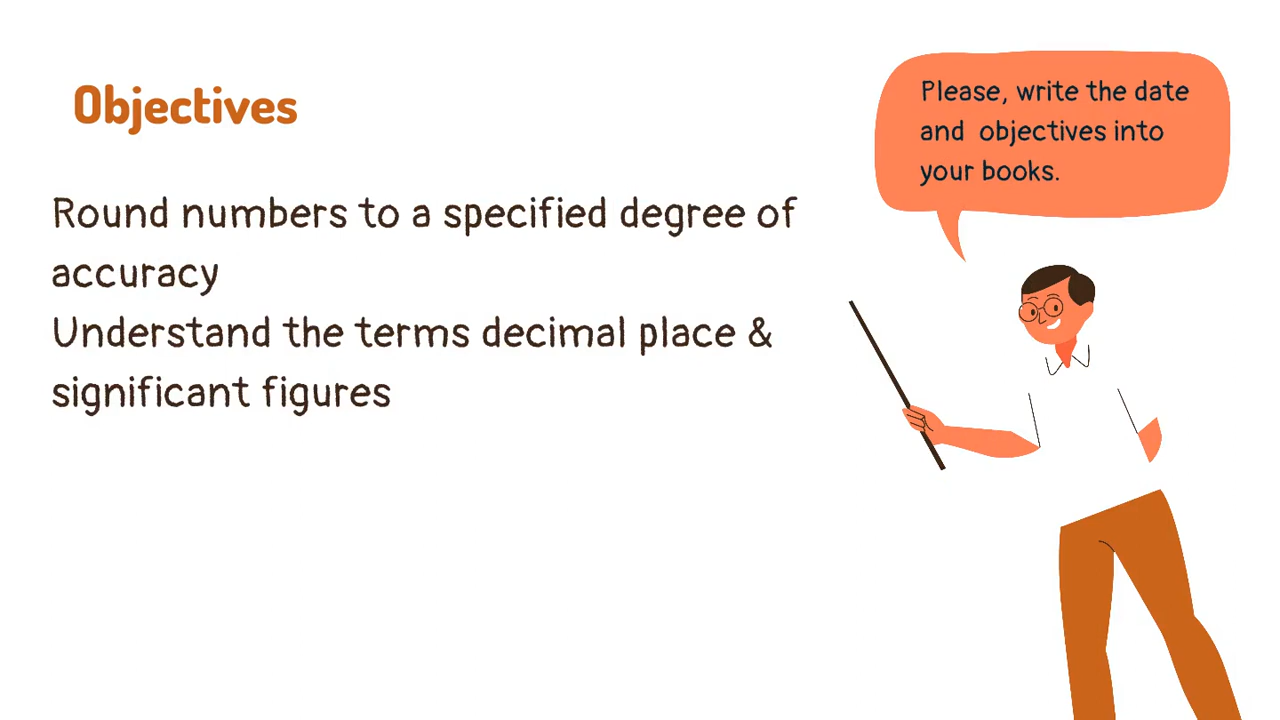 Objectives
Please, write the date
and  objectives into
your books.
Round numbers to a specified degree of
accuracy
Understand the terms decimal place &
significant figures